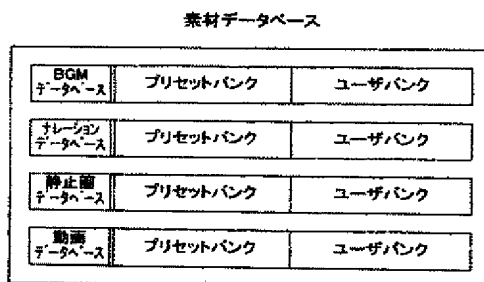 素材データベース
BGM
データベース
プリセットバンク
ユーザバンク
ナレーション
データベース
プリセットバンク
ユーザバンク
静止画
データベース
プリセットバンク
ユーザバンク
動画
データベース
プリセットバンク
ユーザバンク